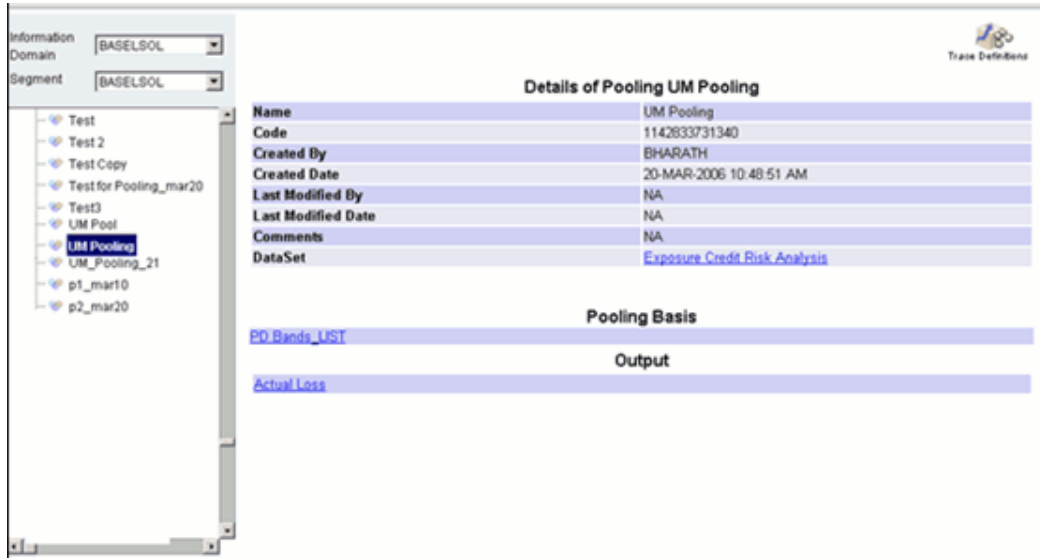 Information Domain BASELSOL
Segment BASELSOL
Test
Test 2
Test Copy
Test for Pooling_mar20
Test3
UM Pool
UM Pooling
UM_Pooling_21
p1_mar10
p2_mar20
Trace Definitions
Details of Pooling UM Pooling
Name UM Pooling
Code 1142833731340
Created By BHARATH
Created Date 20-MAR-2006 10:48:51 AM
Last Modified By NA
Last Modified Date NA
Comments NA
DataSet Exposure Credit Risk Analysis
Pooling Basis
PD Bands_LIST
Output
Actual Loss